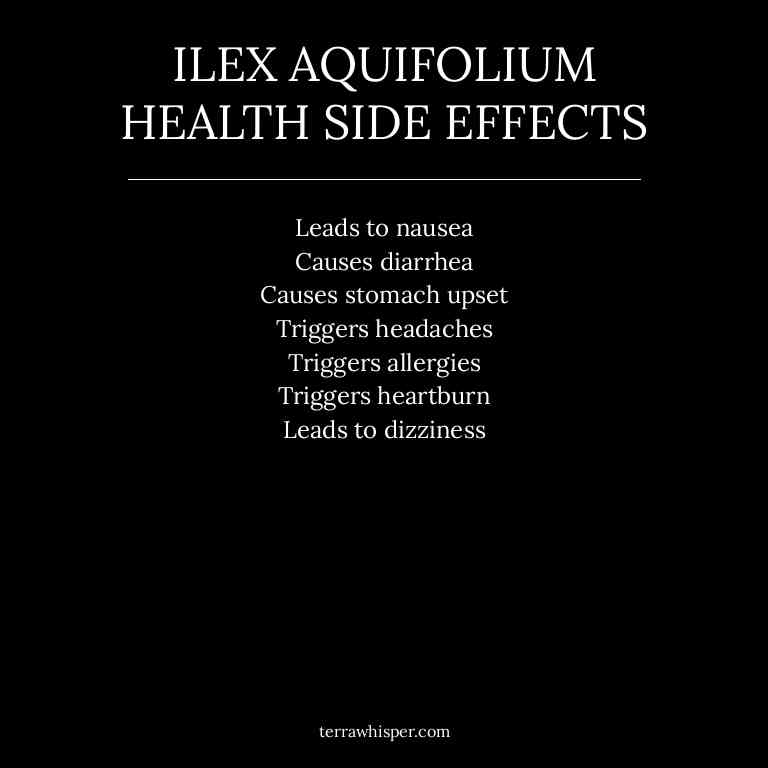 ILEX AQUIFOLIUM
HEALTH SIDE EFFECTS
Leads to nausea
Causes diarrhea
Causes stomach upset
Triggers headaches
Triggers allergies
Triggers heartburn
Leads to dizziness
terrawhisper.com